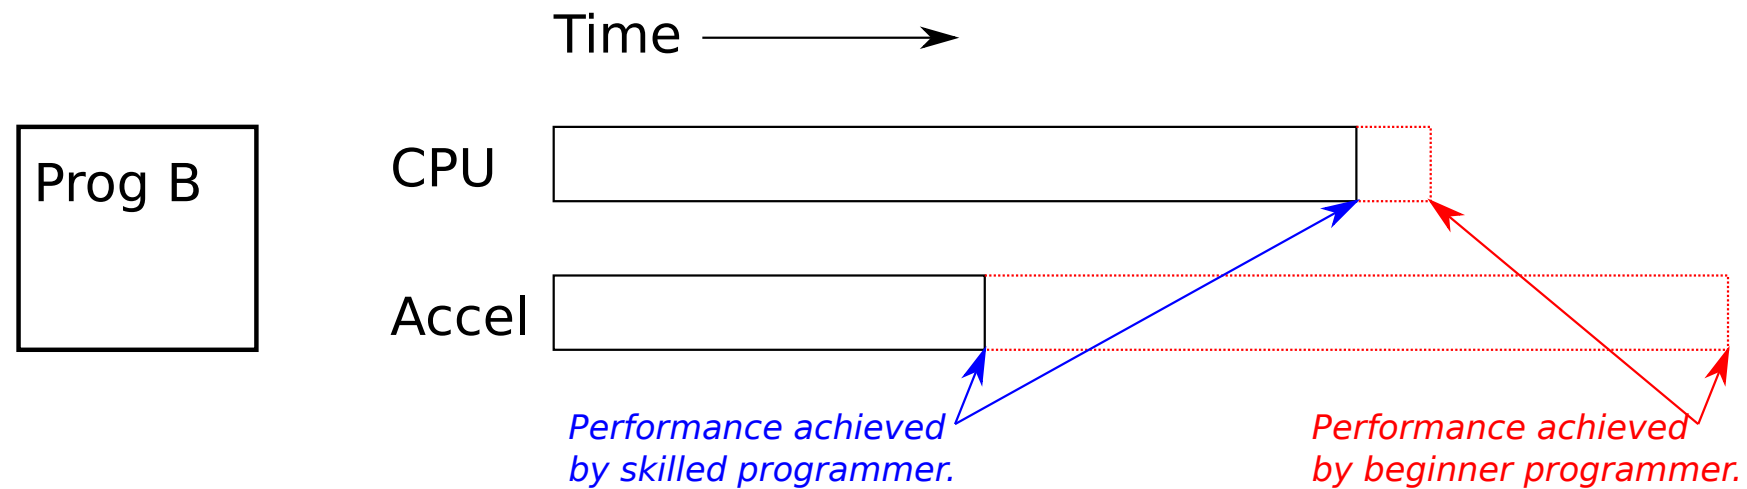 Time
Prog B
CPU
Accel
Performance achieved
by skilled programmer.
Performance achieved
by beginner programmer.